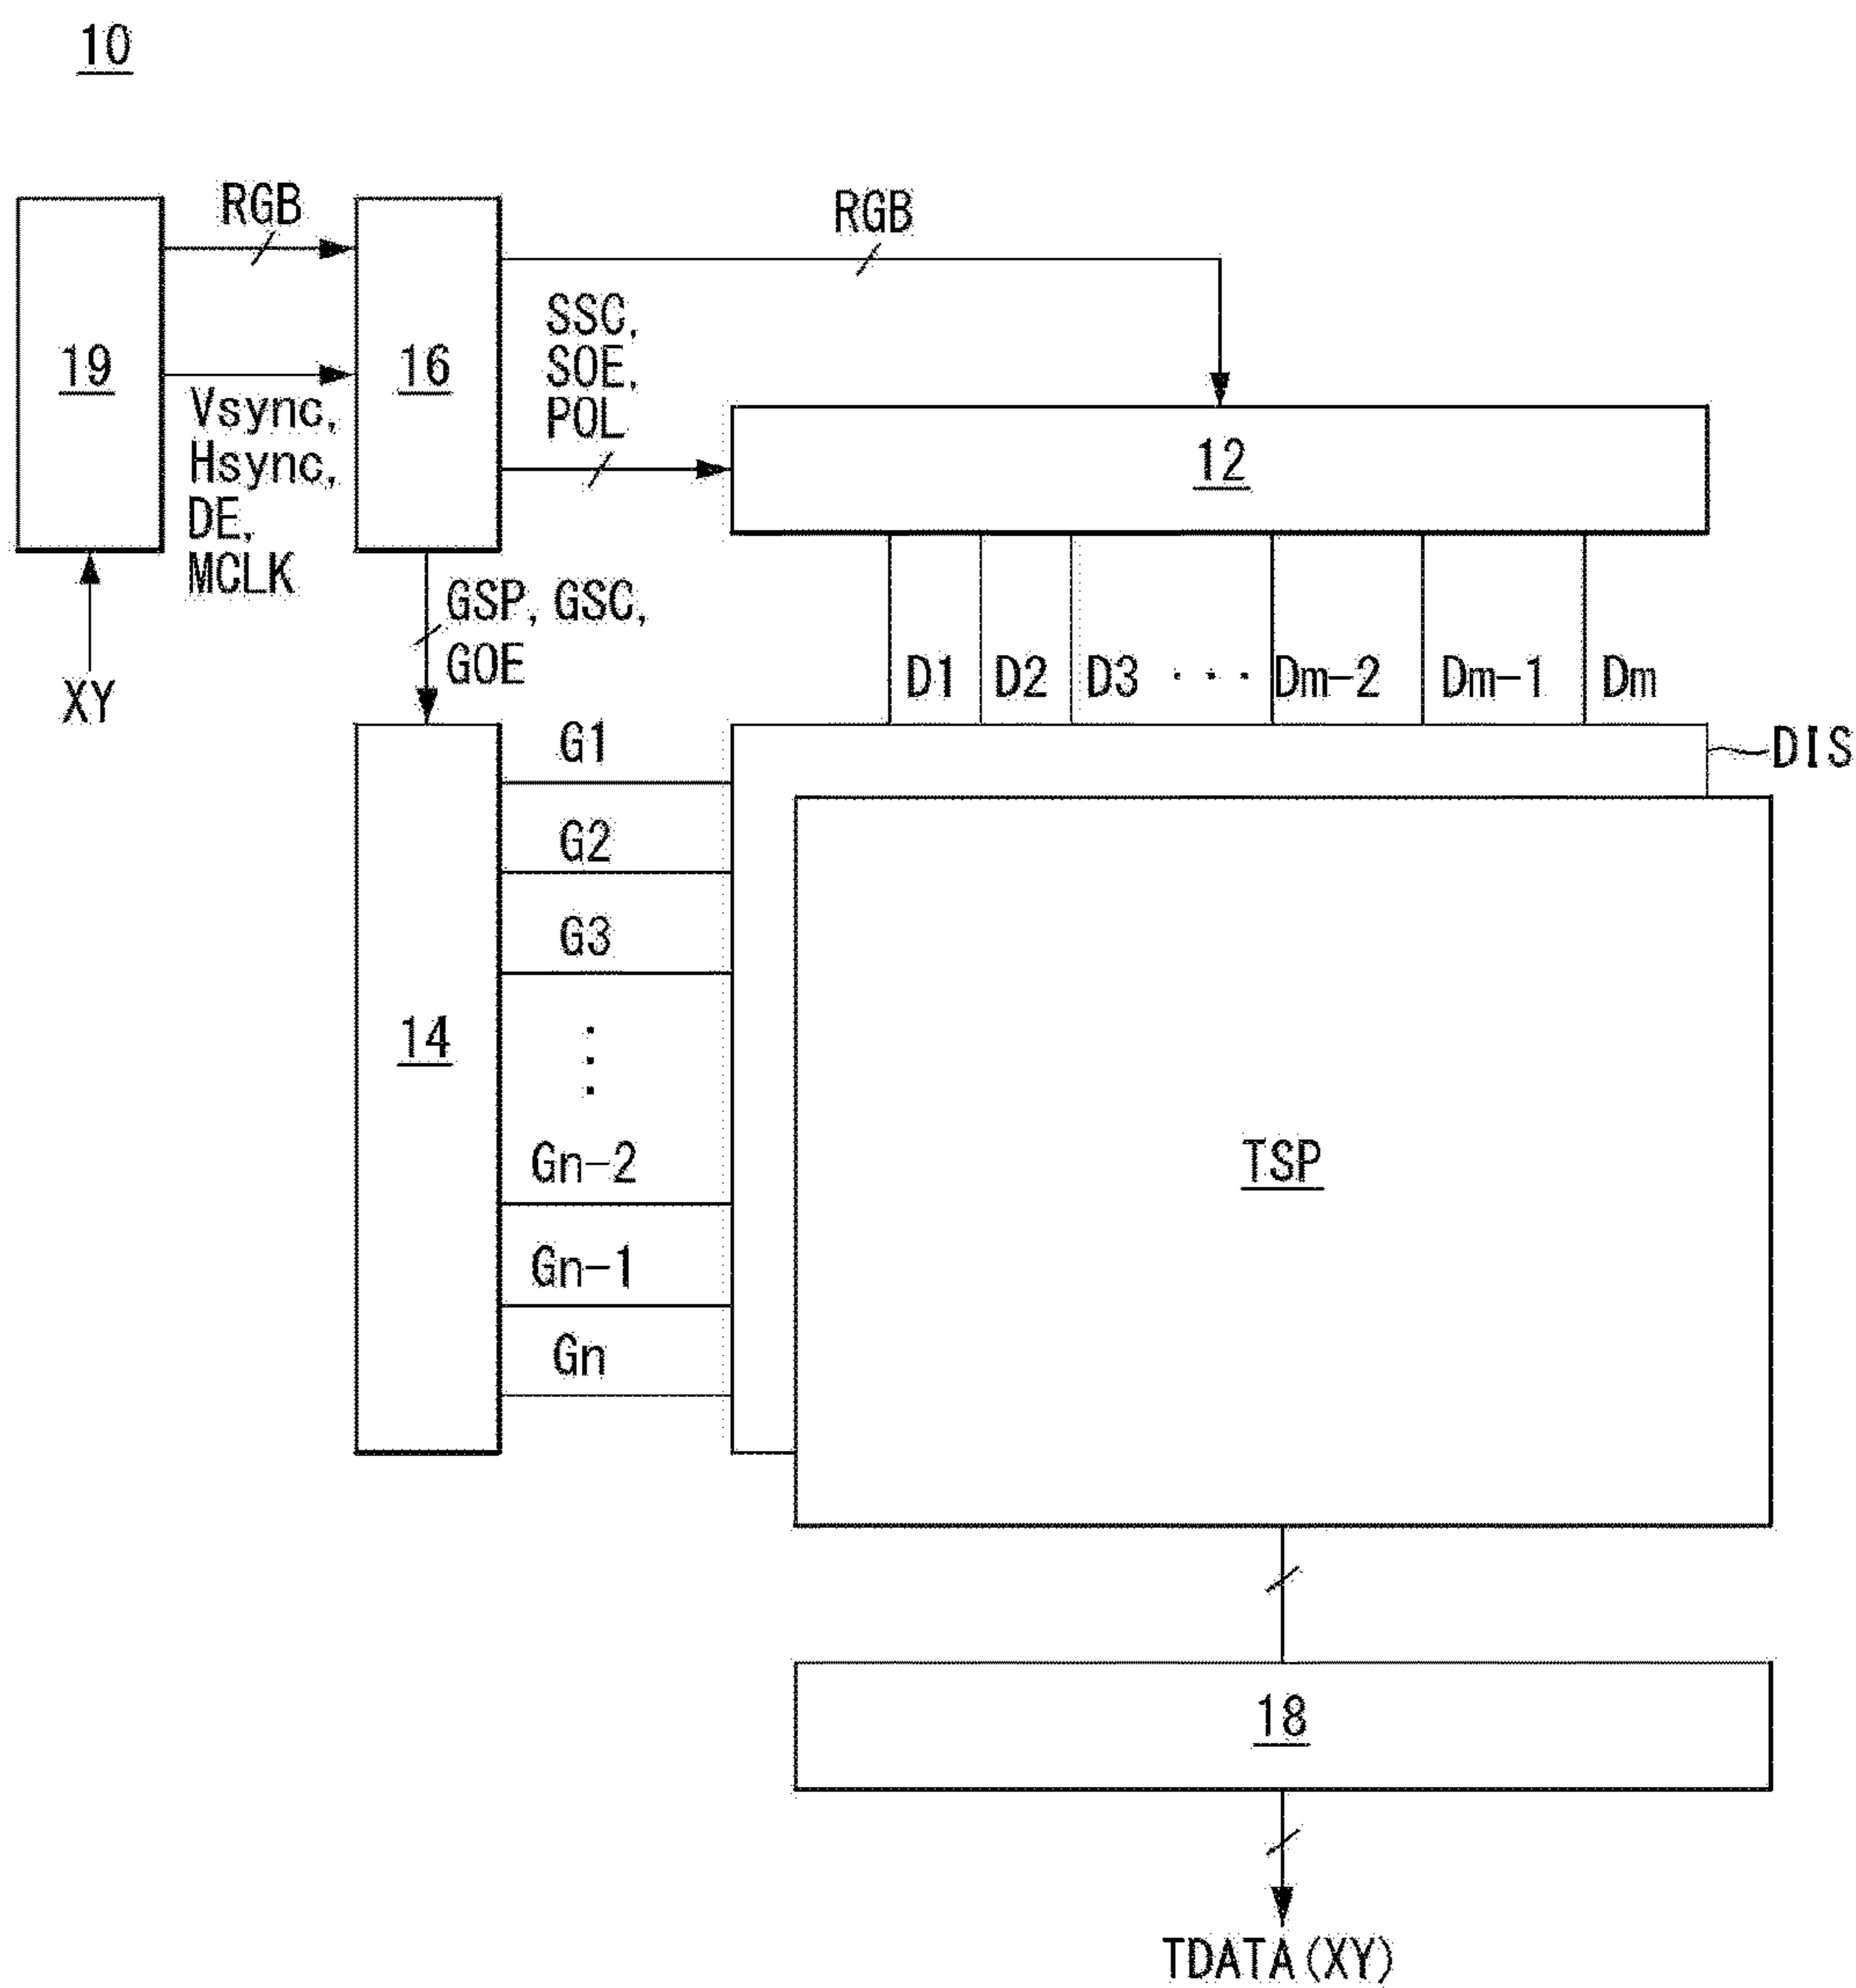 10
RGB
RGB
19
16
SSC,
SOE,
POL
12
Vsync,
Hsync,
DE,
MCLK
XY
GSP, GSC,
GOE
D1 D2 D3 ··· Dm-2 Dm-1 Dm
DIS
G1
G2
G3
⋮
14
Gn-2
Gn-1
Gn
TSP
18
TDATA(XY)